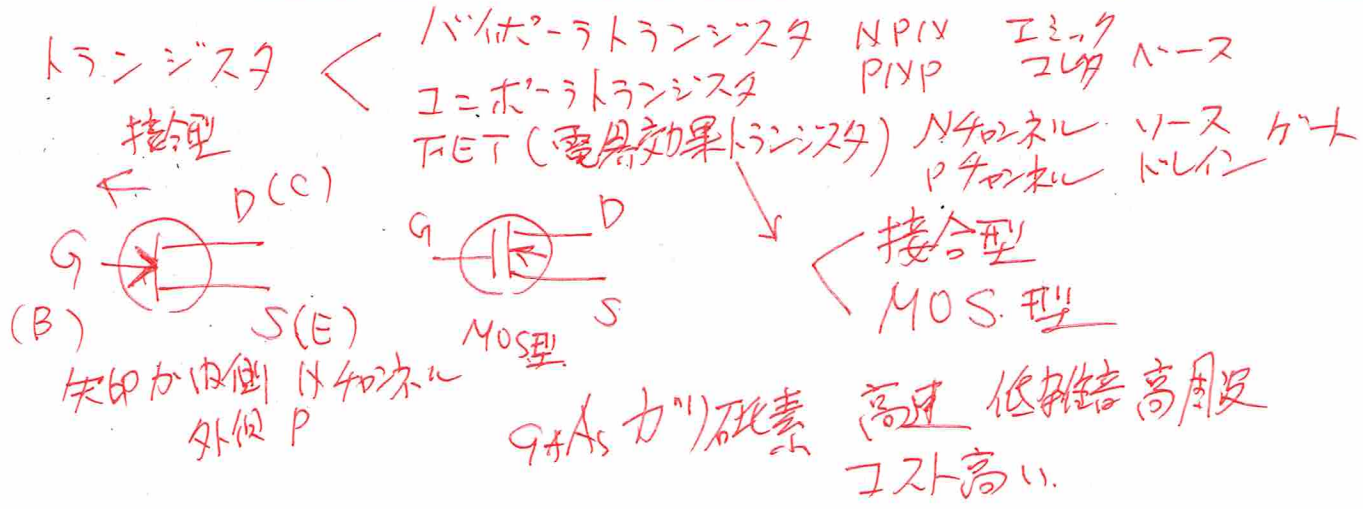 トランジスタ < バイポーラトランジスタ NPN エミッタ ベース
PNP コレクタ
ユニポーラトランジスタ
FET (電界効果トランジスタ) Nチャンネル ソース ゲート
Pチャンネル ドレイン
接合型
←
G D(C)
(B) S(E)
矢印が内側 Nチャンネル
外側 P
G D
S
MOS型
接合型
MOS型
GaAs ガリ砒素 高速 低雑音 高周波
コスト高い.